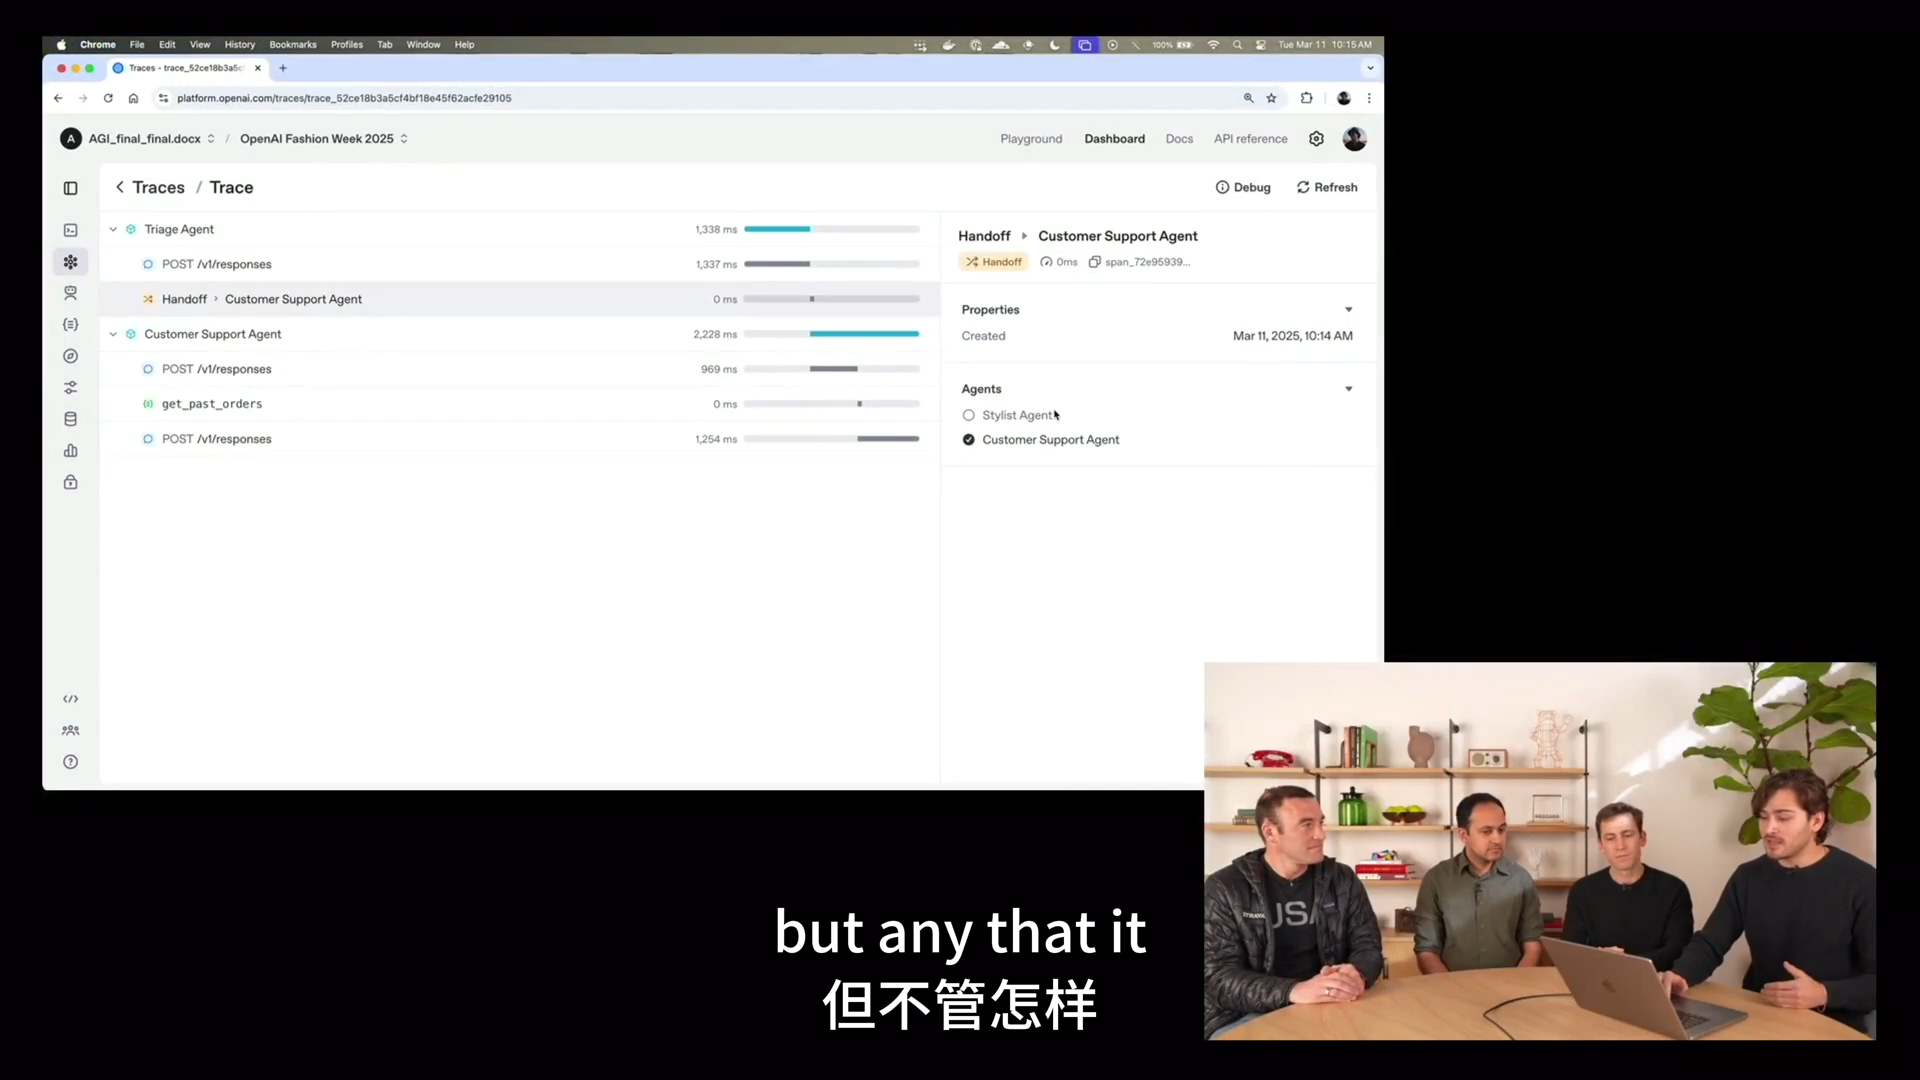 Chrome File Edit View History Bookmarks Profiles Tab Window Help 100% Tue Mar 11 10:15 AM
Traces - trace_52ce18b3a5c
platform.openai.com/traces/trace_52ce18b3a5cf4bf18e45f62acfe29105
A AGI_final_final.docx / OpenAI Fashion Week 2025 Playground Dashboard Docs API reference
Traces / Trace Debug Refresh
Triage Agent 1,338 ms
POST /v1/responses 1,337 ms
Handoff > Customer Support Agent 0 ms
Customer Support Agent 2,228 ms
POST /v1/responses 969 ms
get_past_orders 0 ms
POST /v1/responses 1,254 ms
Handoff Customer Support Agent
Handoff 0ms span_72e95939...
Properties
Created Mar 11, 2025, 10:14 AM
Agents
Stylist Agent
Customer Support Agent
USA
but any that it
但不管怎样